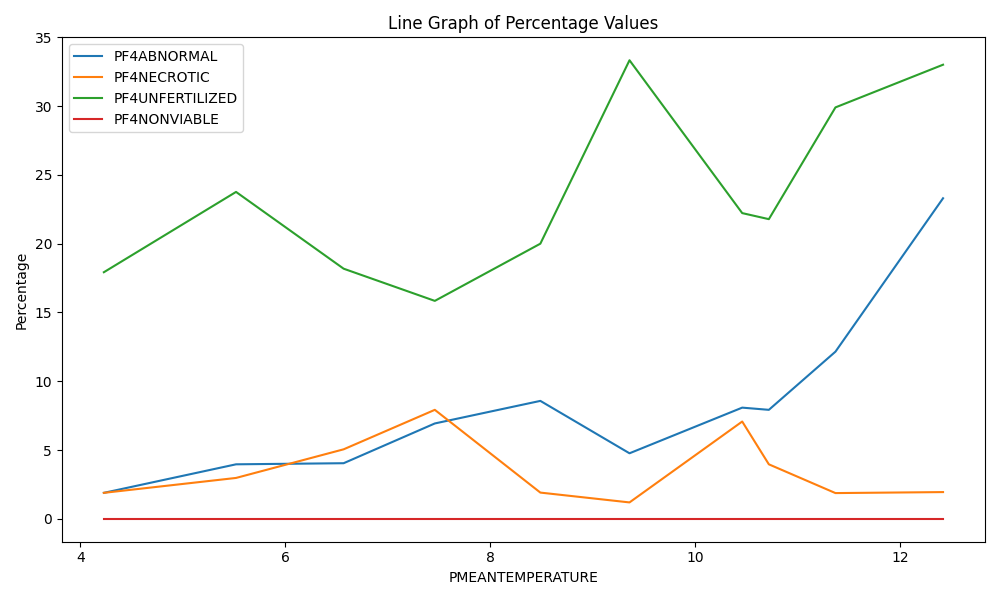 Line Graph of Percentage Values
PF4ABNORMAL
PF4NECROTIC
PF4UNFERTILIZED
PF4NONVIABLE
35
30
25
20
15
10
5
0
Percentage
4
6
8
10
12
PMEANTEMPERATURE